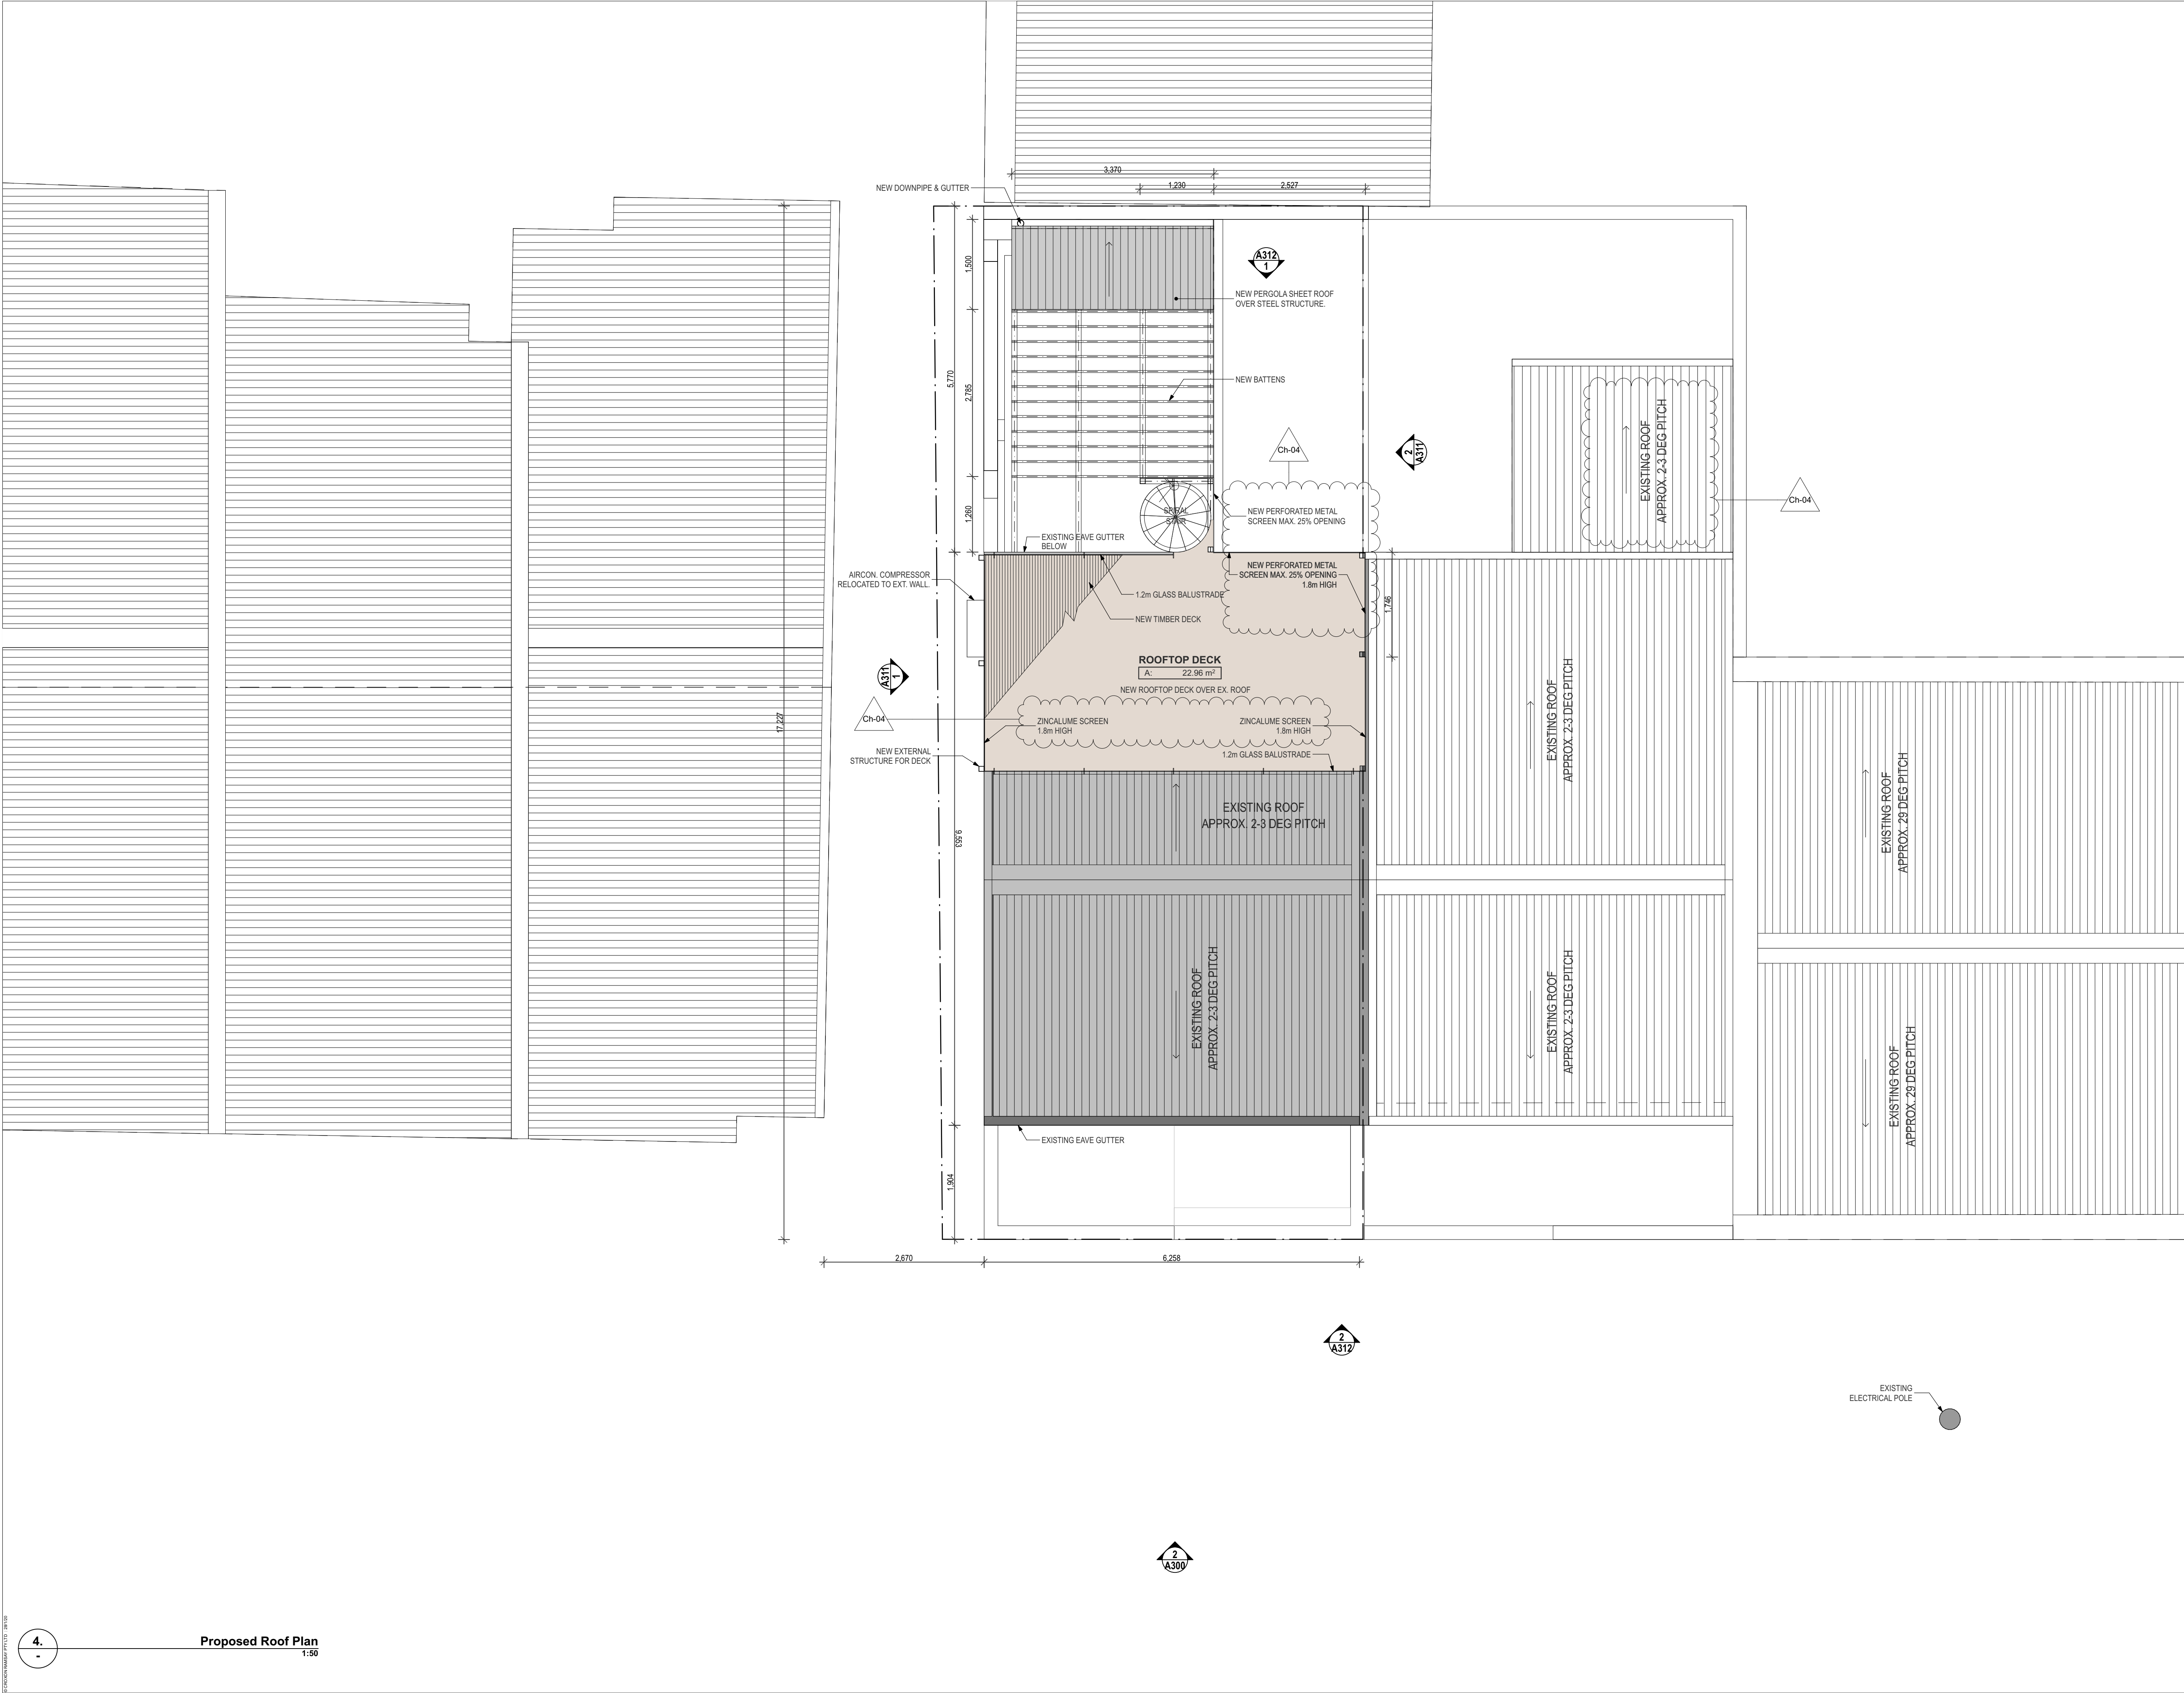 3,370
1,230
2,527
NEW DOWNPIPE & GUTTER
A312
1
1,500
NEW PERGOLA SHEET ROOF
OVER STEEL STRUCTURE.
5,770
2,785
NEW BATTENS
EXISTING ROOF
APPROX. 2-3 DEG PITCH
Ch-04
2
A311
Ch-04
1,260
SPIRAL
STAIR
NEW PERFORATED METAL
SCREEN MAX. 25% OPENING
EXISTING EAVE GUTTER
BELOW
NEW PERFORATED METAL
SCREEN MAX. 25% OPENING
1.8m HIGH
AIRCON. COMPRESSOR
RELOCATED TO EXT. WALL.
1.2m GLASS BALUSTRADE
1,746
NEW TIMBER DECK
ROOFTOP DECK
A: 22.96 m²
NEW ROOFTOP DECK OVER EX. ROOF
A311
1
Ch-04
17,227
ZINCALUME SCREEN
1.8m HIGH
ZINCALUME SCREEN
1.8m HIGH
NEW EXTERNAL
STRUCTURE FOR DECK
1.2m GLASS BALUSTRADE
EXISTING ROOF
APPROX. 2-3 DEG PITCH
EXISTING ROOF
APPROX. 2-3 DEG PITCH
EXISTING ROOF
APPROX. 29 DEG PITCH
9,553
EXISTING ROOF
APPROX. 2-3 DEG PITCH
EXISTING ROOF
APPROX. 2-3 DEG PITCH
EXISTING ROOF
APPROX. 29 DEG PITCH
EXISTING EAVE GUTTER
1,904
2,670
6,258
2
A312
EXISTING
ELECTRICAL POLE
2
A300
4.
-
Proposed Roof Plan
1:50